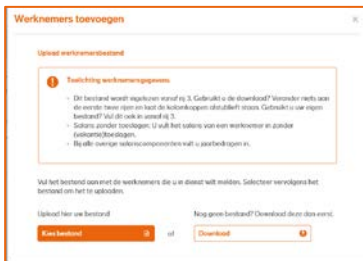 Werknemers toevoegen
Upload werknemersbestand
Toelichting werknemersgegevens
- Dit bestand wordt uitgelezen vanaf rij 3. Gebruikt u de download? Verander niets aan
de eerste twee rijen en laat de kolomkoppen alstublieft staan. Gebruikt u uw eigen
bestand? Vul dit ook in vanaf rij 3.
- Salaris zonder toeslagen: U vult het salaris van een werknemer in zonder
(vakantie)toeslagen.
- Bij alle overige salariscomponenten vult u jaarbedragen in.
Vul het bestand aan met de werknemers die u in dienst wilt melden. Selecteer vervolgens het
bestand om het te uploaden.
Upload hier uw bestand
Nog geen bestand? Download deze dan eerst.
Kies bestand
of
Download